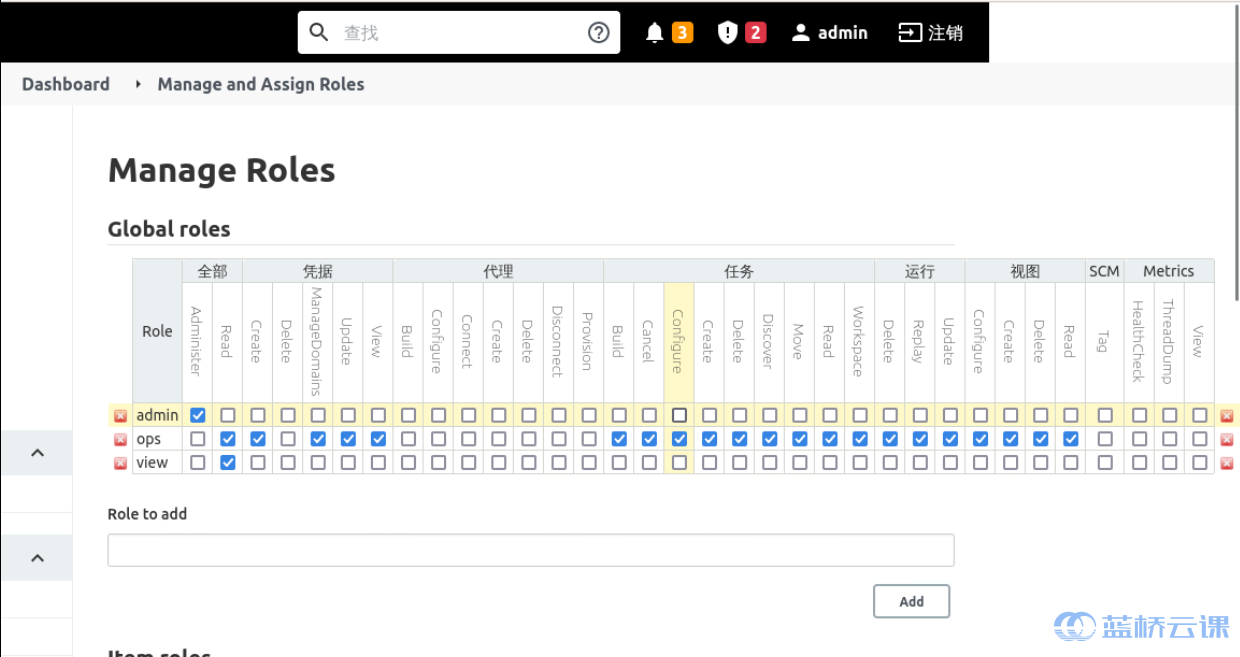 查找 3 2 admin 注销
Dashboard Manage and Assign Roles
Manage Roles
Global roles
Role 全部 凭据 代理 任务 运行 视图 SCM Metrics
Administer Read Create Delete ManageDomains Update View Build Configure Connect Create Delete Disconnect Provision Build Cancel Configure Create Delete Discover Move Read Workspace Delete Replay Update Configure Create Delete Read Tag HealthCheck ThreadDump View
admin
ops
view
Role to add
Add
Item roles
蓝桥云课